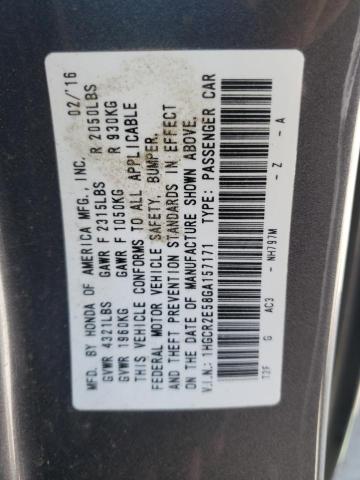 MFD. BY HONDA OF AMERICA MFG., INC. 02/'16
GVWR 4321LBS GAWR F 2315LBS R 2050LBS
GVWR 1960KG GAWR F 1050KG R 930KG
THIS VEHICLE CONFORMS TO ALL APPLICABLE
FEDERAL MOTOR VEHICLE SAFETY, BUMPER,
AND THEFT PREVENTION STANDARDS IN EFFECT
ON THE DATE OF MANUFACTURE SHOWN ABOVE.
V.I.N.: 1HGCR2E58GA157171 TYPE: PASSENGER CAR
G AC3 - NH797M - Z - A
T2F